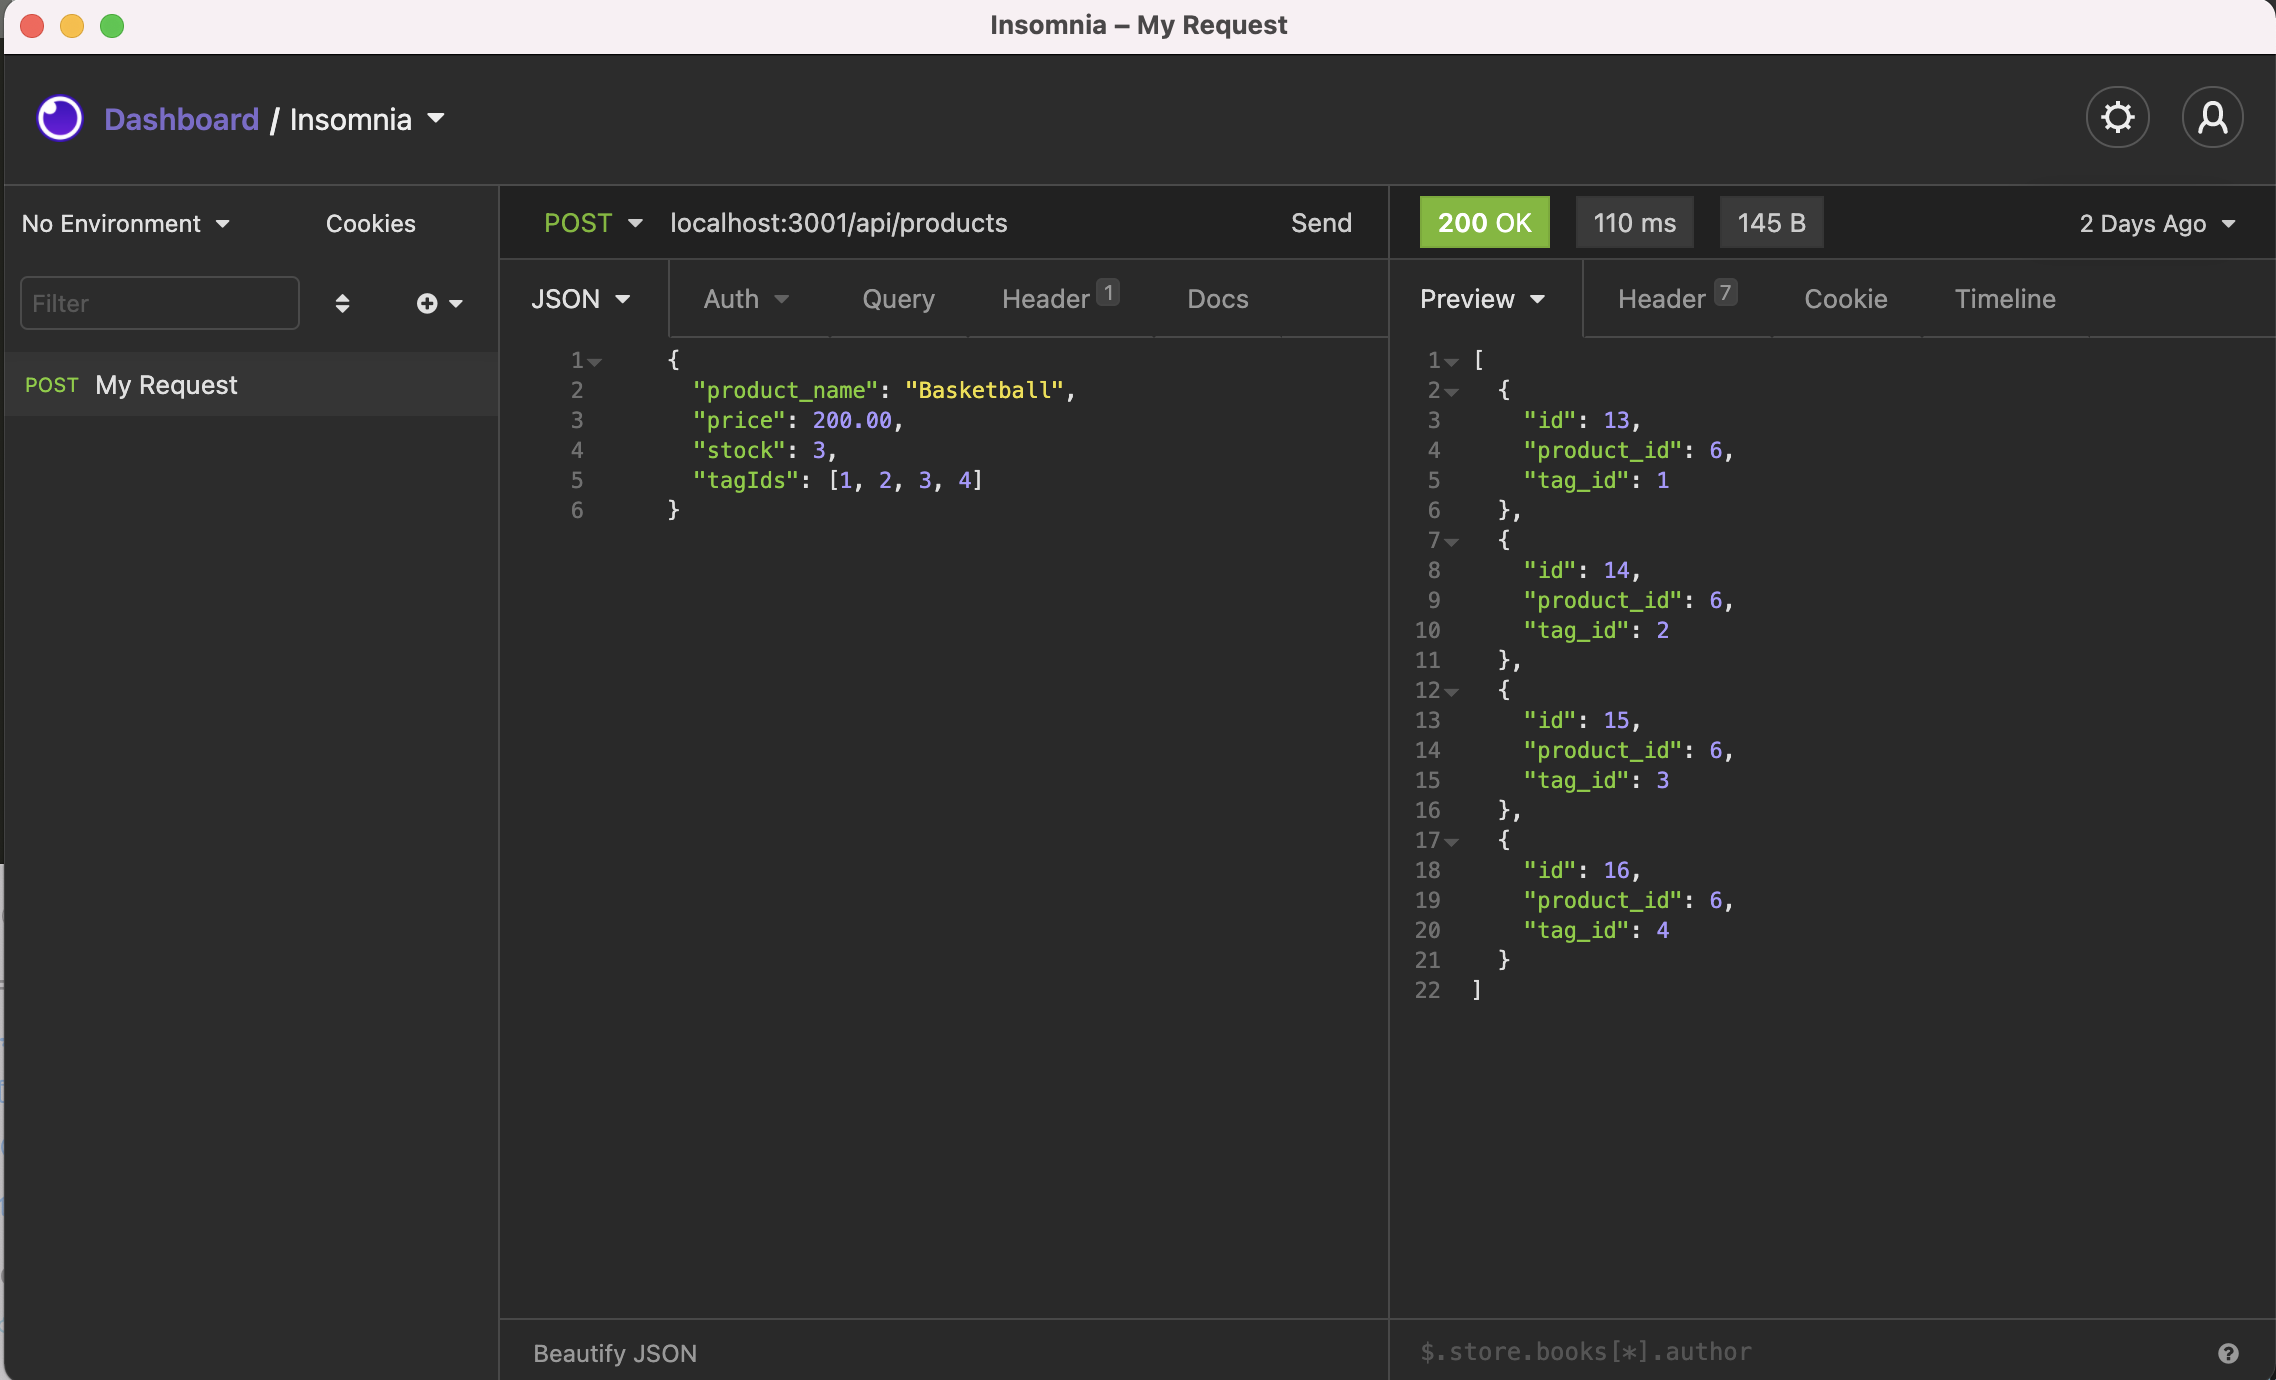 Insomnia – My Request
Dashboard / Insomnia
No Environment Cookies
Filter
POST My Request
POST localhost:3001/api/products Send
JSON Auth Query Header 1 Docs
1 {
2 "product_name": "Basketball",
3 "price": 200.00,
4 "stock": 3,
5 "tagIds": [1, 2, 3, 4]
6 }
Beautify JSON
200 OK 110 ms 145 B 2 Days Ago
Preview Header 7 Cookie Timeline
1 [
2 {
3 "id": 13,
4 "product_id": 6,
5 "tag_id": 1
6 },
7 {
8 "id": 14,
9 "product_id": 6,
10 "tag_id": 2
11 },
12 {
13 "id": 15,
14 "product_id": 6,
15 "tag_id": 3
16 },
17 {
18 "id": 16,
19 "product_id": 6,
20 "tag_id": 4
21 }
22 ]
$.store.books[*].author ?